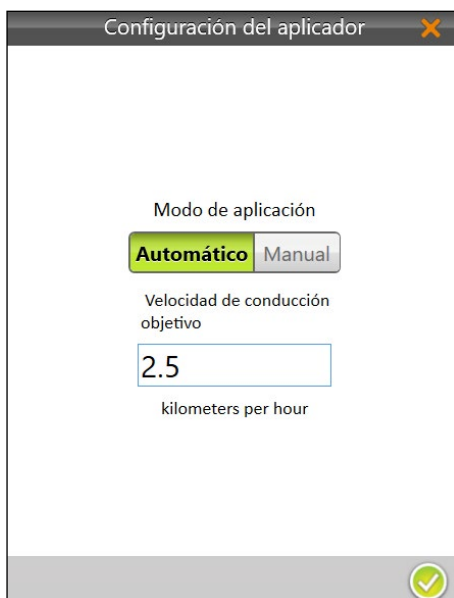 Configuración del aplicador
Modo de aplicación
Automático Manual
Velocidad de conducción
objetivo
2.5
kilometers per hour